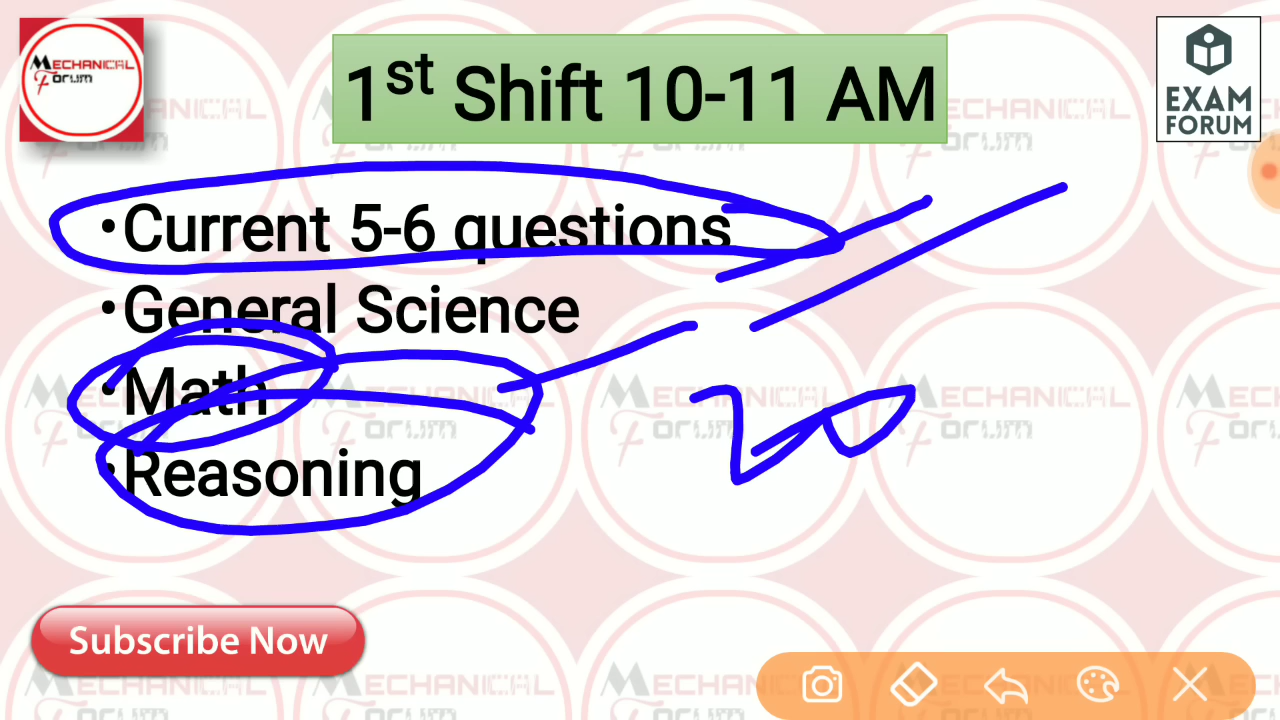 MECHANICAL
Forum
1st Shift 10-11 AM
EXAM
FORUM
•Current 5-6 questions
•General Science
•Math
•Reasoning
20
Subscribe Now